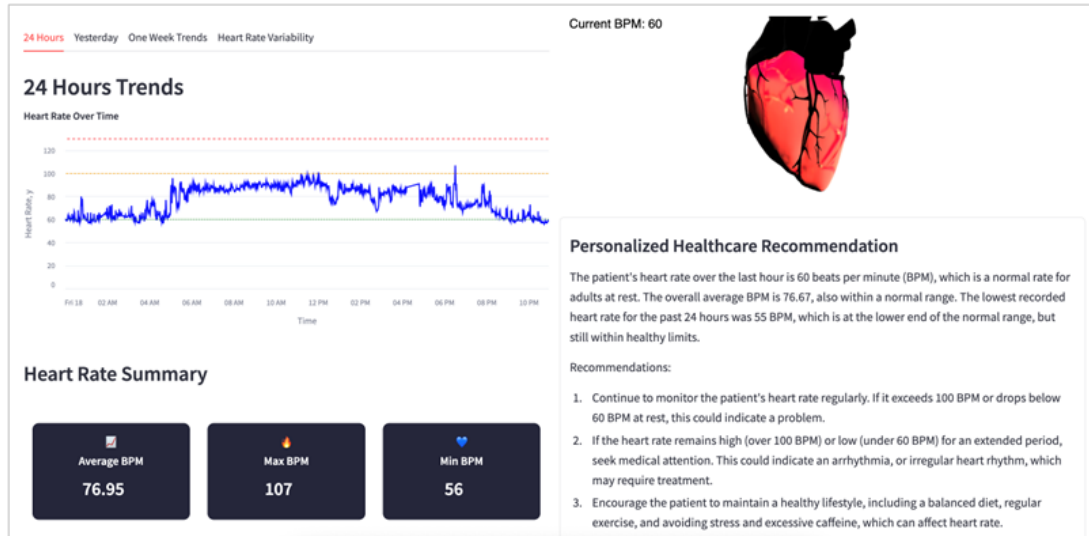 24 Hours Yesterday One Week Trends Heart Rate Variability
24 Hours Trends
Heart Rate Over Time
120
100
80
60
40
20
0
Heart Rate, y
Fri 18 02 AM 04 AM 06 AM 08 AM 10 AM 12 PM 02 PM 04 PM 06 PM 08 PM 10 PM
Time
Heart Rate Summary
Average BPM
76.95
Max BPM
107
Min BPM
56
Current BPM: 60
Personalized Healthcare Recommendation
The patient's heart rate over the last hour is 60 beats per minute (BPM), which is a normal rate for
adults at rest. The overall average BPM is 76.67, also within a normal range. The lowest recorded
heart rate for the past 24 hours was 55 BPM, which is at the lower end of the normal range, but
still within healthy limits.
Recommendations:
1. Continue to monitor the patient's heart rate regularly. If it exceeds 100 BPM or drops below
60 BPM at rest, this could indicate a problem.
2. If the heart rate remains high (over 100 BPM) or low (under 60 BPM) for an extended period,
seek medical attention. This could indicate an arrhythmia, or irregular heart rhythm, which
may require treatment.
3. Encourage the patient to maintain a healthy lifestyle, including a balanced diet, regular
exercise, and avoiding stress and excessive caffeine, which can affect heart rate.